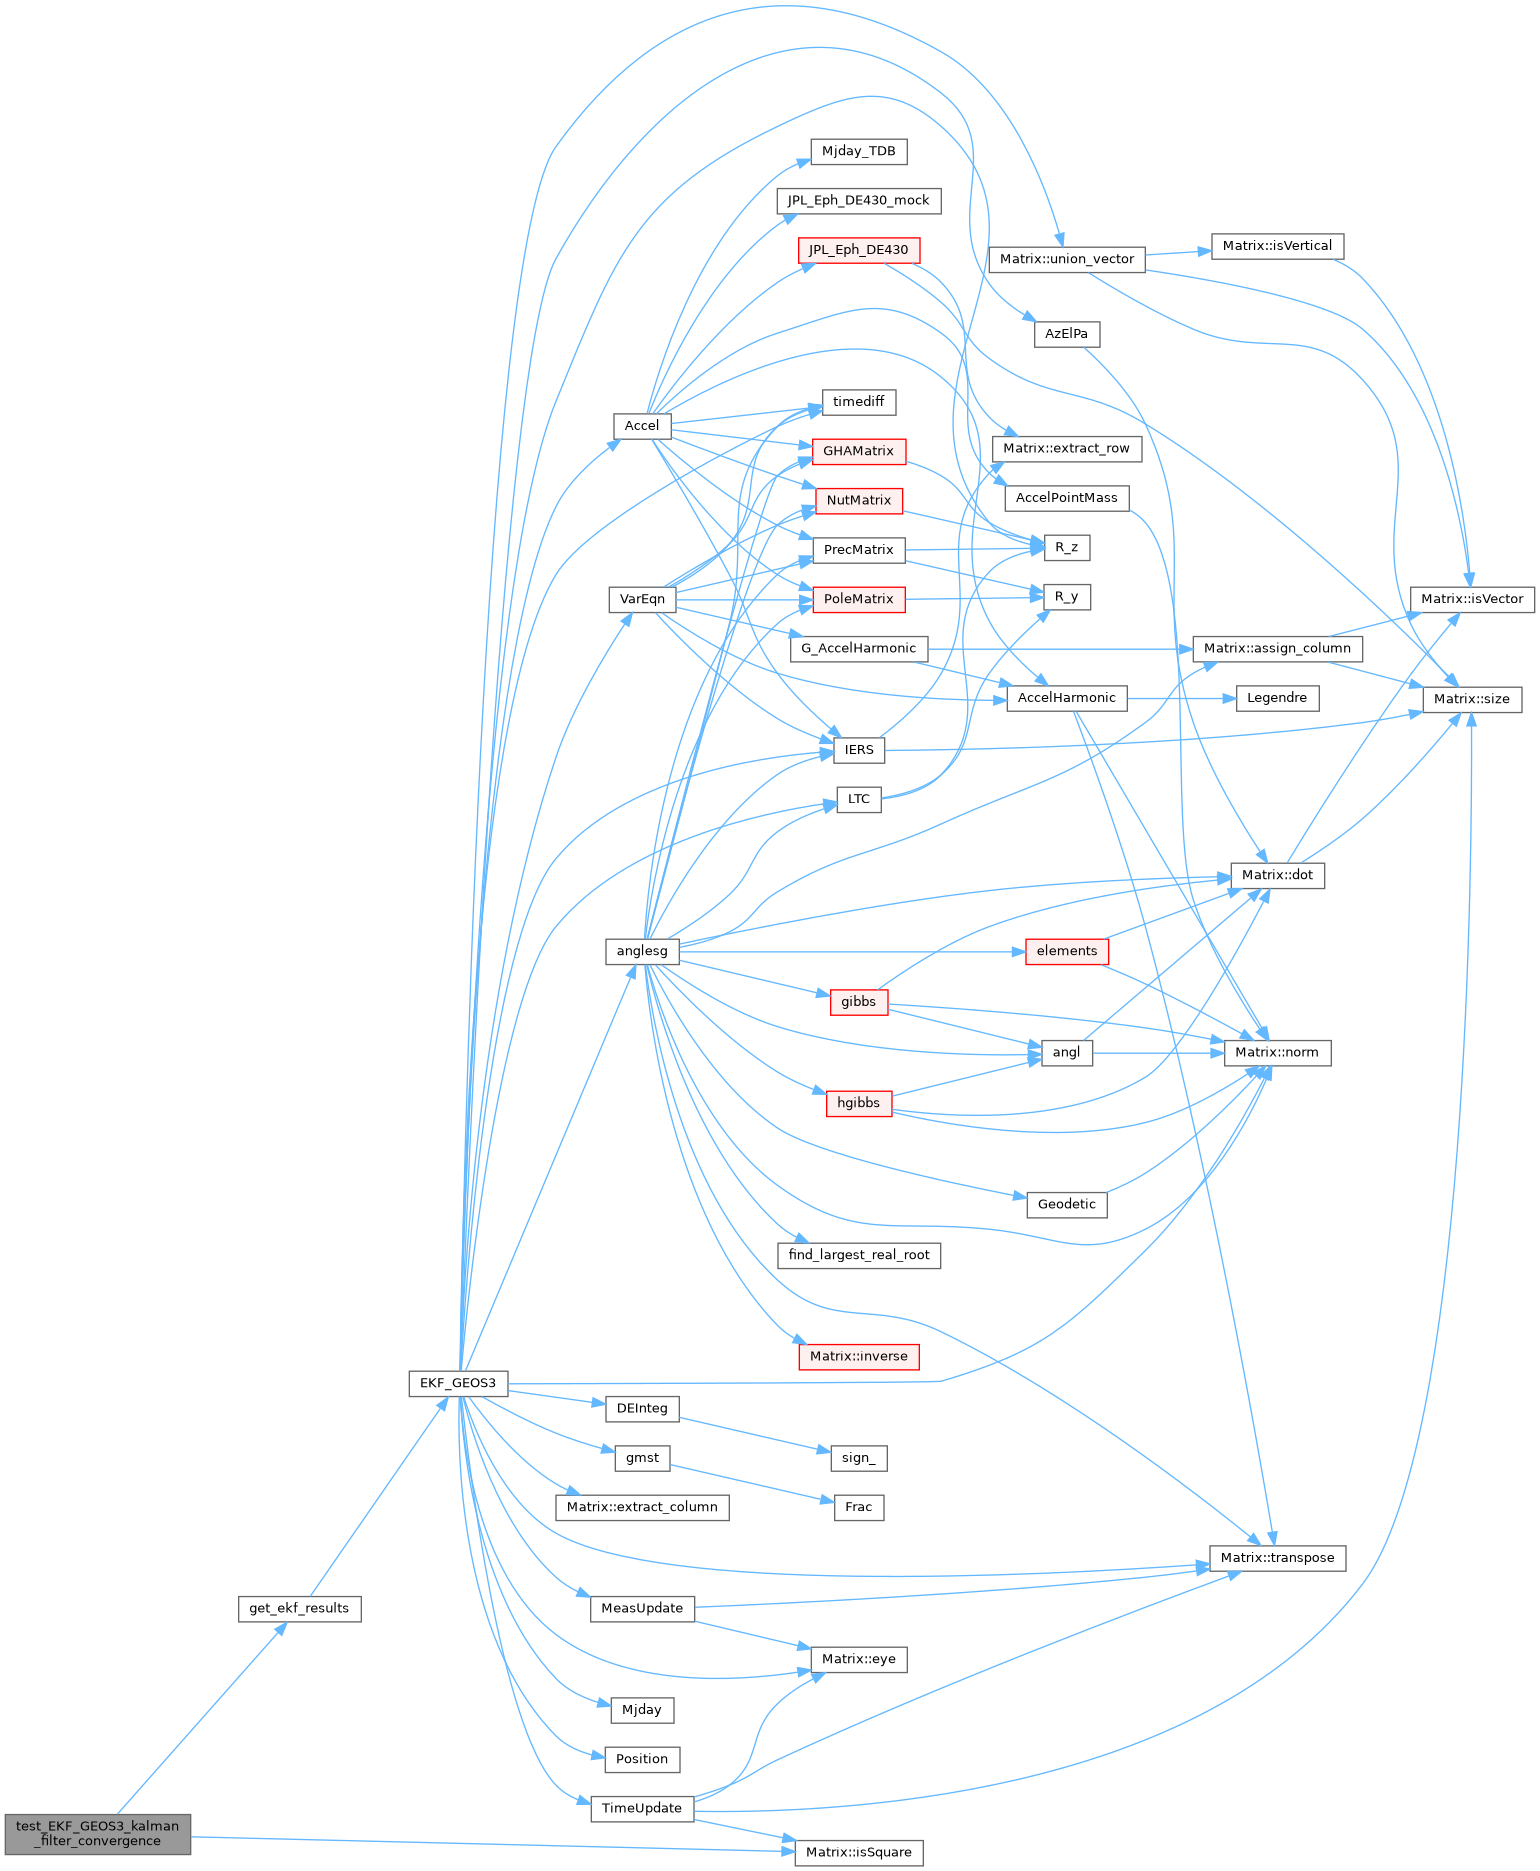 Mjday_TDB
JPL_Eph_DE430_mock
JPL_Eph_DE430
Matrix::isVertical
Matrix::union_vector
AzElPa
timediff
Accel
Matrix::extract_row
GHAMatrix
NutMatrix
AccelPointMass
PrecMatrix
R_z
VarEqn
PoleMatrix
R_y
Matrix::isVector
G_AccelHarmonic
Matrix::assign_column
AccelHarmonic
Legendre
Matrix::size
IERS
LTC
Matrix::dot
anglesg
elements
gibbs
angl
Matrix::norm
hgibbs
Geodetic
find_largest_real_root
Matrix::inverse
EKF_GEOS3
DEInteg
sign_
gmst
Matrix::extract_column
Frac
Matrix::transpose
get_ekf_results
MeasUpdate
Matrix::eye
Mjday
Position
TimeUpdate
test_EKF_GEOS3_kalman
_filter_convergence
Matrix::isSquare